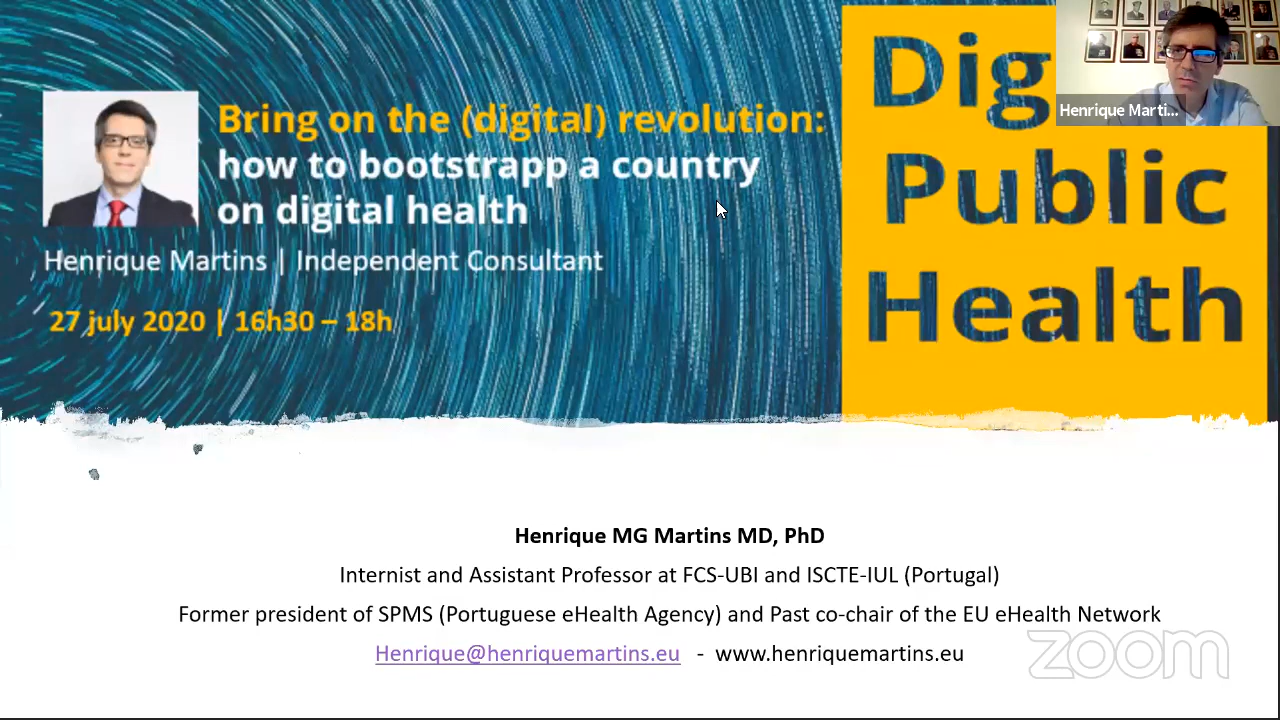 Bring on the (digital) revolution:
how to bootstrapp a country
on digital health
Henrique Martins | Independent Consultant
27 july 2020 | 16h30 – 18h
Dig
Public
Health
Henrique Marti...
Henrique MG Martins MD, PhD
Internist and Assistant Professor at FCS-UBI and ISCTE-IUL (Portugal)
Former president of SPMS (Portuguese eHealth Agency) and Past co-chair of the EU eHealth Network
Henrique@henriquemartins.eu - www.henriquemartins.eu
zoom